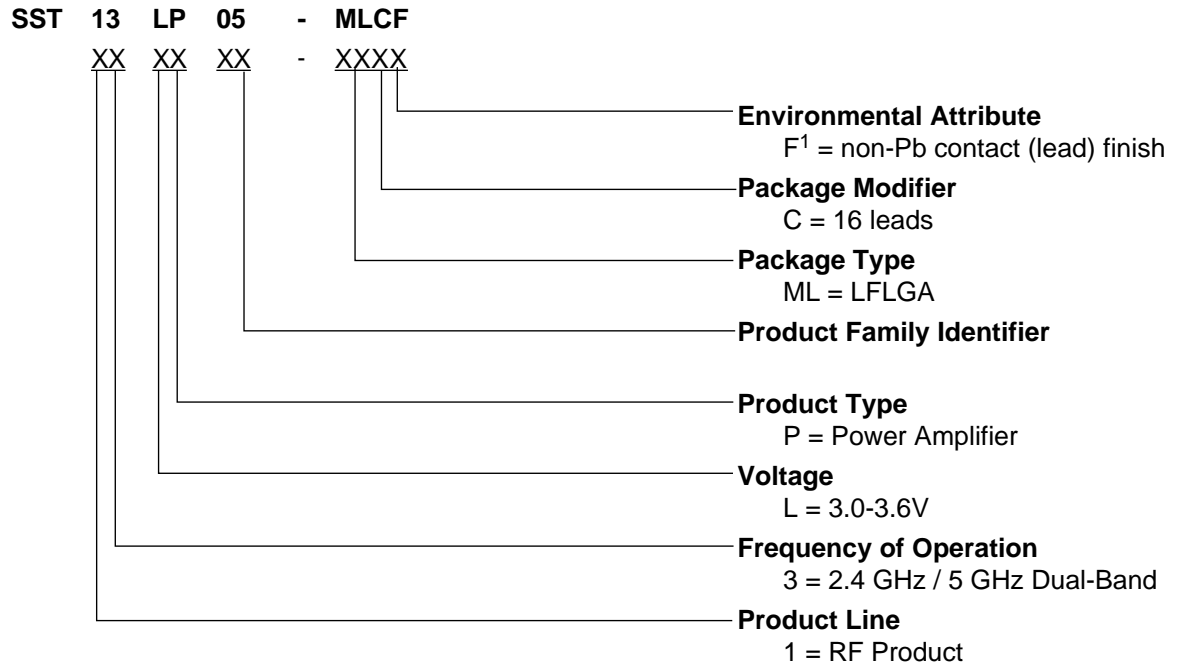 SST 13 LP 05 - MLCF
XX XX XX - XXXX
Environmental Attribute
F1 = non-Pb contact (lead) finish
Package Modifier
C = 16 leads
Package Type
ML = LFLGA
Product Family Identifier
Product Type
P = Power Amplifier
Voltage
L = 3.0-3.6V
Frequency of Operation
3 = 2.4 GHz / 5 GHz Dual-Band
Product Line
1 = RF Product